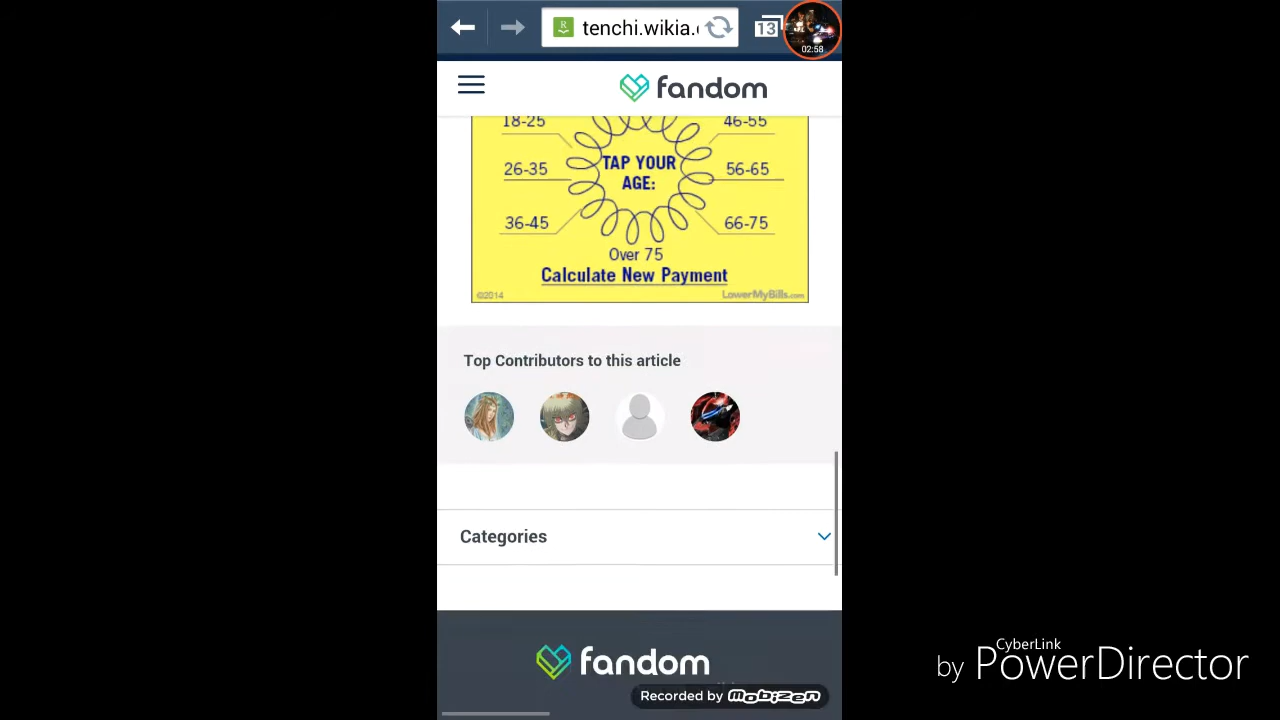 tenchi.wikia.
13
02:58
fandom
18-25
46-55
TAP YOUR
AGE:
26-35
56-65
36-45
66-75
Over 75
Calculate New Payment
©2014
LowerMyBills.com
Top Contributors to this article
Categories
fandom
Recorded by mobizen
CyberLink
by PowerDirector